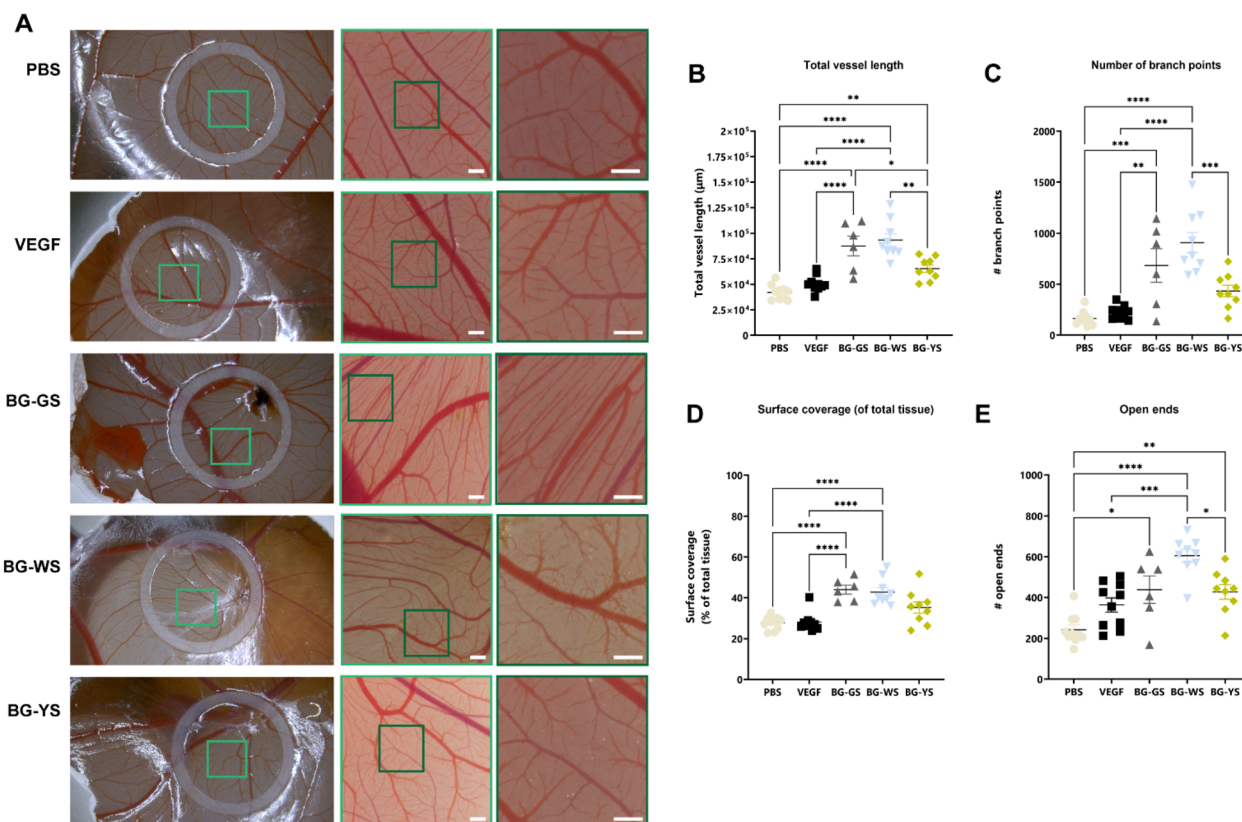 A
PBS
VEGF
BG-GS
BG-WS
BG-YS
B
Total vessel length
Total vessel length (µm)
2×10⁵
1.75×10⁵
1.5×10⁵
1.25×10⁵
1×10⁵
7.5×10⁴
5×10⁴
2.5×10⁴
0
**
****
****
****
*
****
**
PBS VEGF BG-GS BG-WS BG-YS
C
Number of branch points
# branch points
2000
1500
1000
500
0
****
****
***
**
***
PBS VEGF BG-GS BG-WS BG-YS
D
Surface coverage (of total tissue)
Surface coverage
(% of total tissue)
100
80
60
40
20
0
****
****
****
****
PBS VEGF BG-GS BG-WS BG-YS
E
Open ends
# open ends
1000
800
600
400
200
0
**
****
***
*
*
PBS VEGF BG-GS BG-WS BG-YS